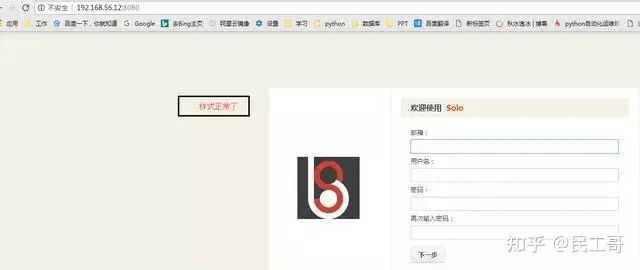 不安全 | 192.168.56.12:8080
应用 工作 百度一下，你就知道 Google 去Bing主页 阿里云镜像 设置 学习 python 数据库 PPT 百度翻译 新标签页 秋水逸冰 | 博客 python自动化运维
样式正常了
欢迎使用 Solo
邮箱：
用户名：
密码：
再次输入密码：
下一步
知乎 @民工哥